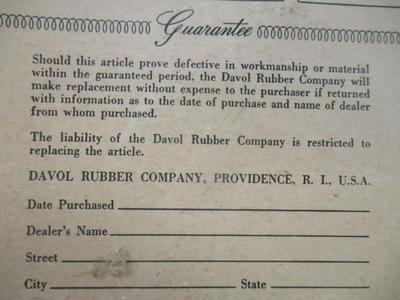 Guarantee
Should this article prove defective in workmanship or material
within the guaranteed period, the Davol Rubber Company will
make replacement without expense to the purchaser if returned
with information as to the date of purchase and name of dealer
from whom purchased.
The liability of the Davol Rubber Company is restricted to
replacing the article.
DAVOL RUBBER COMPANY, PROVIDENCE, R. I., U.S.A.
Date Purchased
Dealer's Name
Street
City State